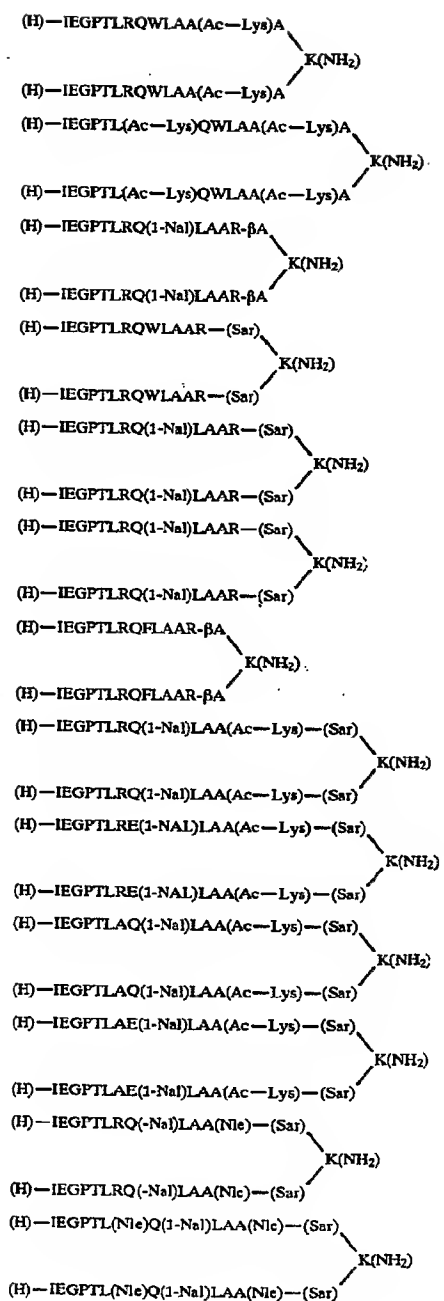 (H)—IEGPTLRQWLAA(Ac—Lys)A
K(NH2)
(H)—IEGPTLRQWLAA(Ac—Lys)A
(H)—IEGPTL(Ac—Lys)QWLAA(Ac—Lys)A
K(NH2)
(H)—IEGPTL(Ac—Lys)QWLAA(Ac—Lys)A
(H)—IEGPTLRQ(1-Nal)LAAR-βA
K(NH2)
(H)—IEGPTLRQ(1-Nal)LAAR-βA
(H)—IEGPTLRQWLAAR—(Sar)
K(NH2)
(H)—IEGPTLRQWLAAR—(Sar)
(H)—IEGPTLRQ(1-Nal)LAAR—(Sar)
K(NH2)
(H)—IEGPTLRQ(1-Nal)LAAR—(Sar)
(H)—IEGPTLRQ(1-Nal)LAAR—(Sar)
K(NH2)
(H)—IEGPTLRQ(1-Nal)LAAR—(Sar)
(H)—IEGPTLRQFLAAR-βA
K(NH2)
(H)—IEGPTLRQFLAAR-βA
(H)—IEGPTLRQ(1-Nal)LAA(Ac—Lys)—(Sar)
K(NH2)
(H)—IEGPTLRQ(1-Nal)LAA(Ac—Lys)—(Sar)
(H)—IEGPTLRE(1-NAL)LAA(Ac—Lys)—(Sar)
K(NH2)
(H)—IEGPTLRE(1-NAL)LAA(Ac—Lys)—(Sar)
(H)—IEGPTLAQ(1-Nal)LAA(Ac—Lys)—(Sar)
K(NH2)
(H)—IEGPTLAQ(1-Nal)LAA(Ac—Lys)—(Sar)
(H)—IEGPTLAE(1-Nal)LAA(Ac—Lys)—(Sar)
K(NH2)
(H)—IEGPTLAE(1-Nal)LAA(Ac—Lys)—(Sar)
(H)—IEGPTLRQ(-Nal)LAA(Nle)—(Sar)
K(NH2)
(H)—IEGPTLRQ(-Nal)LAA(Nle)—(Sar)
(H)—IEGPTL(Nle)Q(1-Nal)LAA(Nle)—(Sar)
K(NH2)
(H)—IEGPTL(Nle)Q(1-Nal)LAA(Nle)—(Sar)